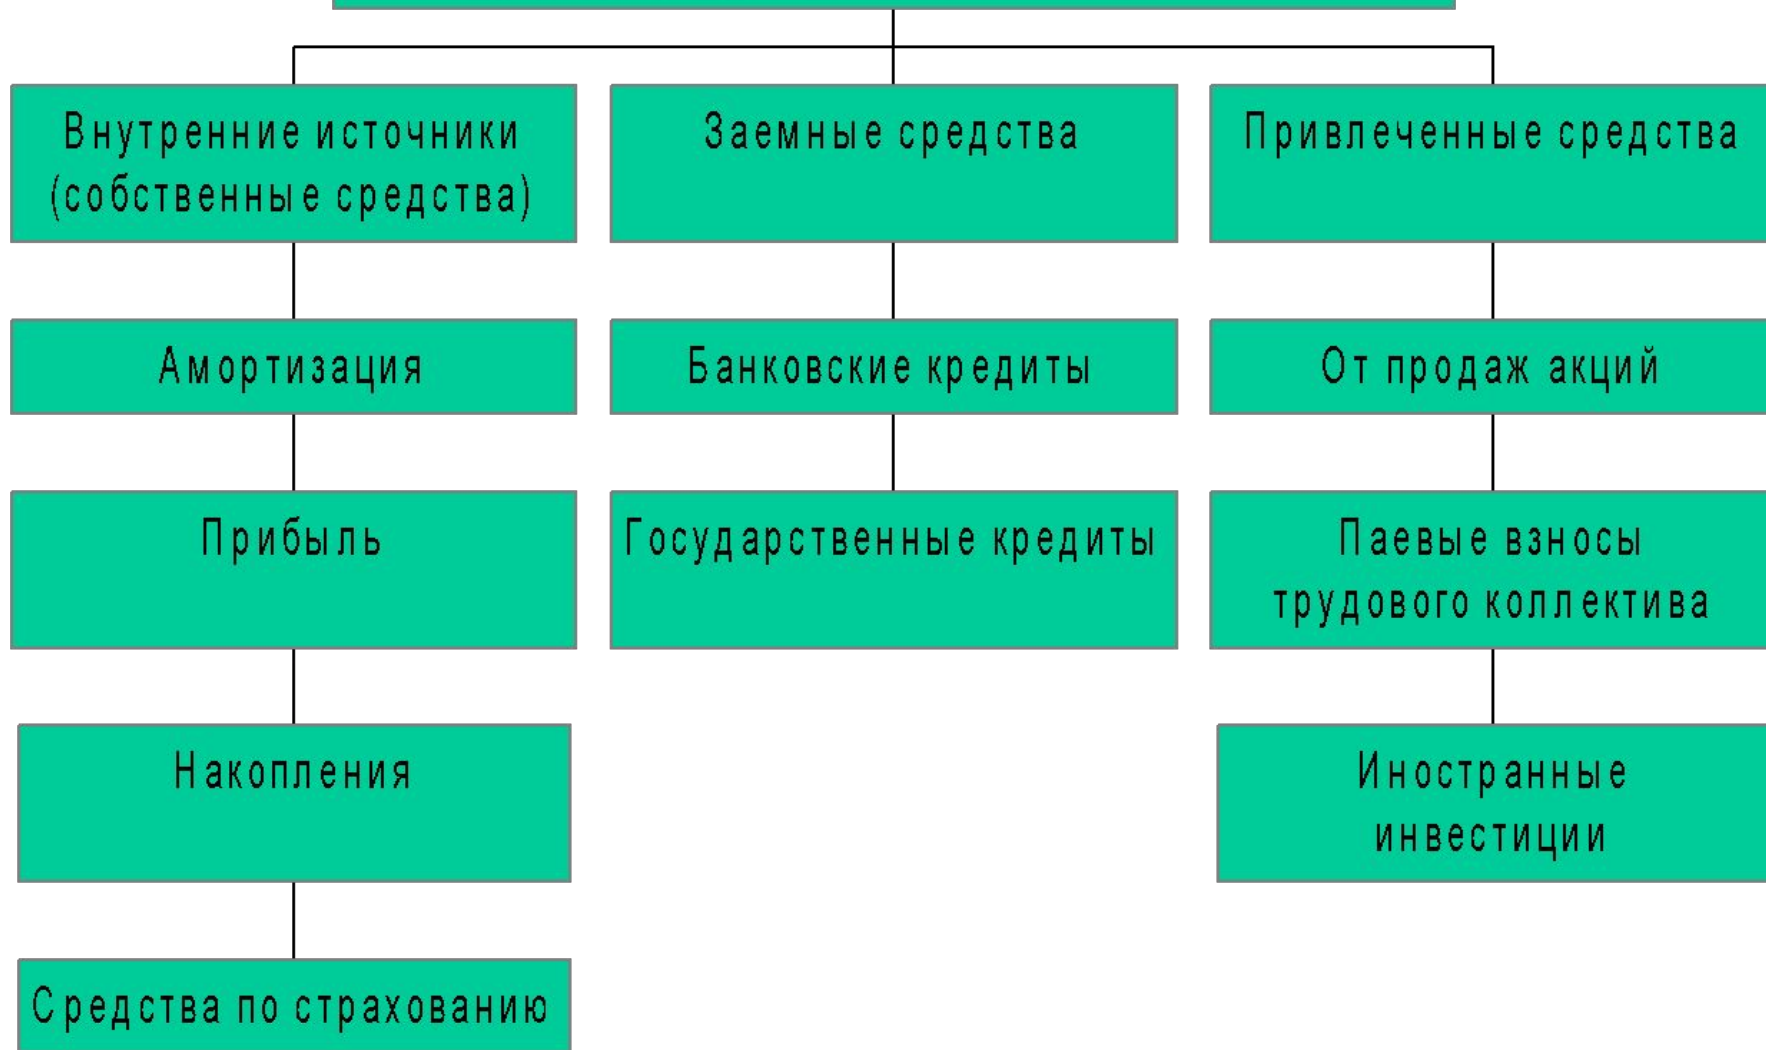 Внутренние источники
(собственные средства)
Заемные средства
Привлеченные средства
Амортизация
Банковские кредиты
От продаж акций
Прибыль
Государственные кредиты
Паевые взносы
трудового коллектива
Накопления
Иностранные
инвестиции
Средства по страхованию